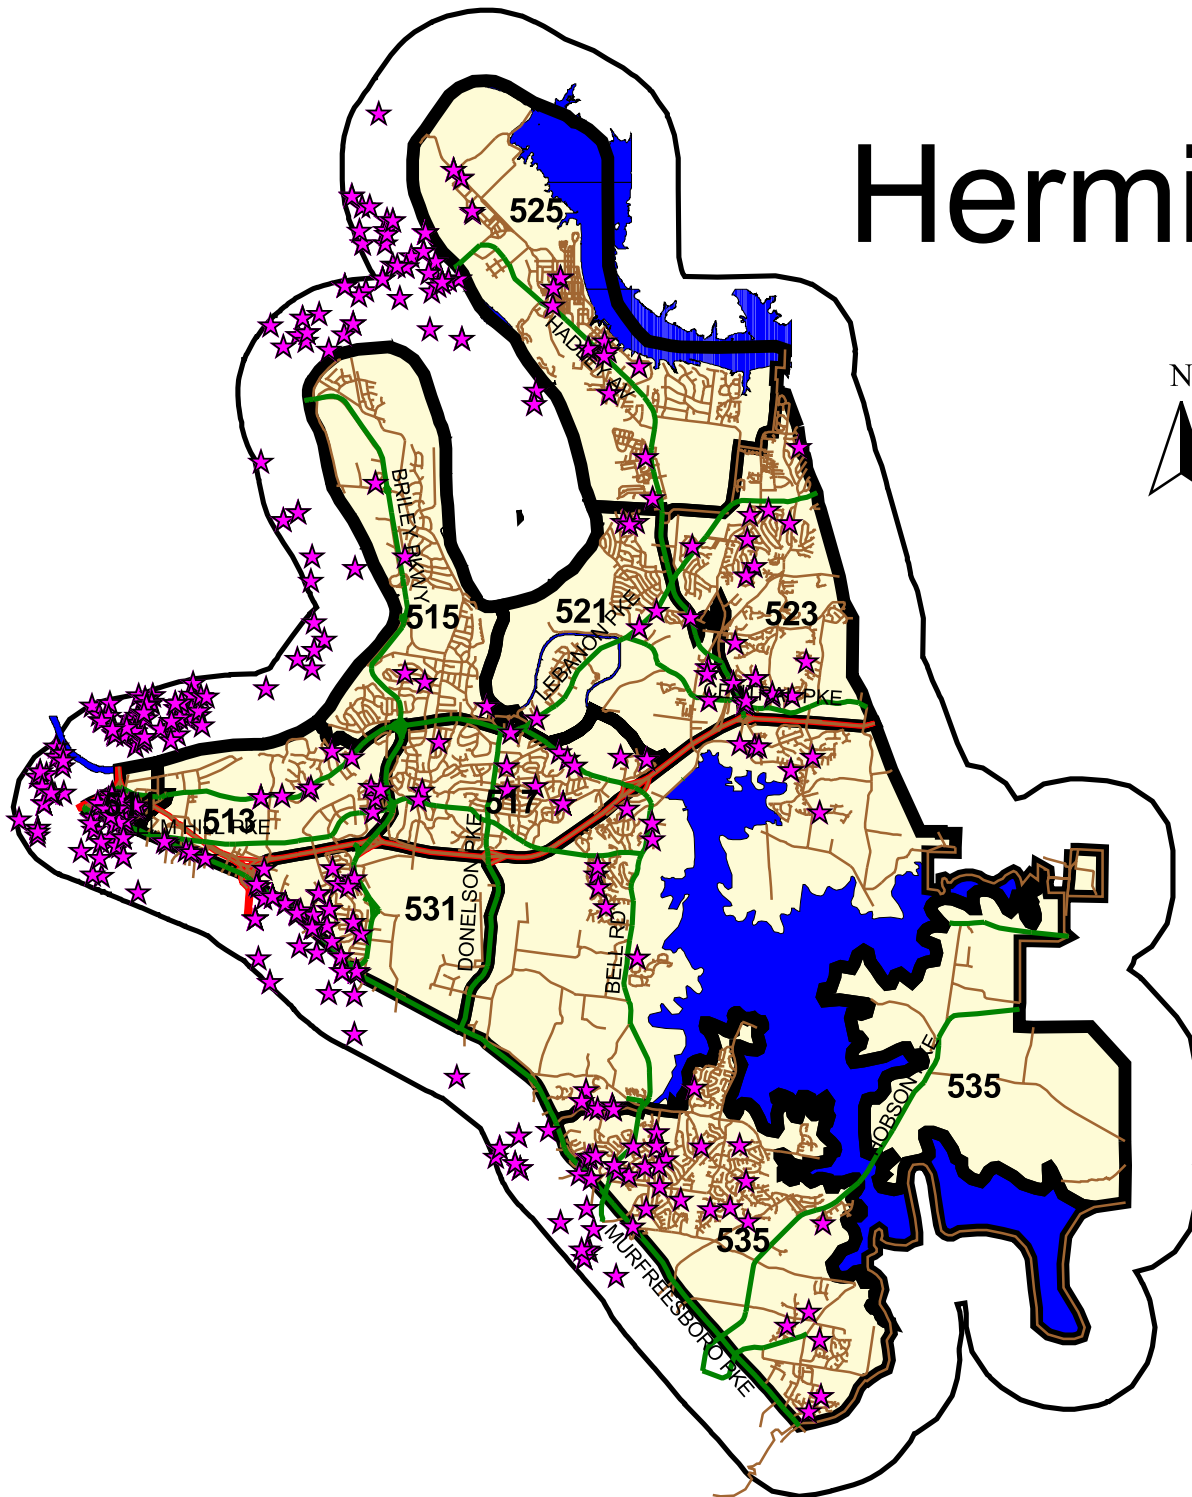 Hermi
525
N
HADLEY AV
BRILEY PKWY
515
521
523
LEBANON PKE
CENTRAL PKE
517
513
ELM HILL PKE
531
DONELSON PKE
BELL RD
535
HOBSON PKE
535
MURFREESBORO PKE